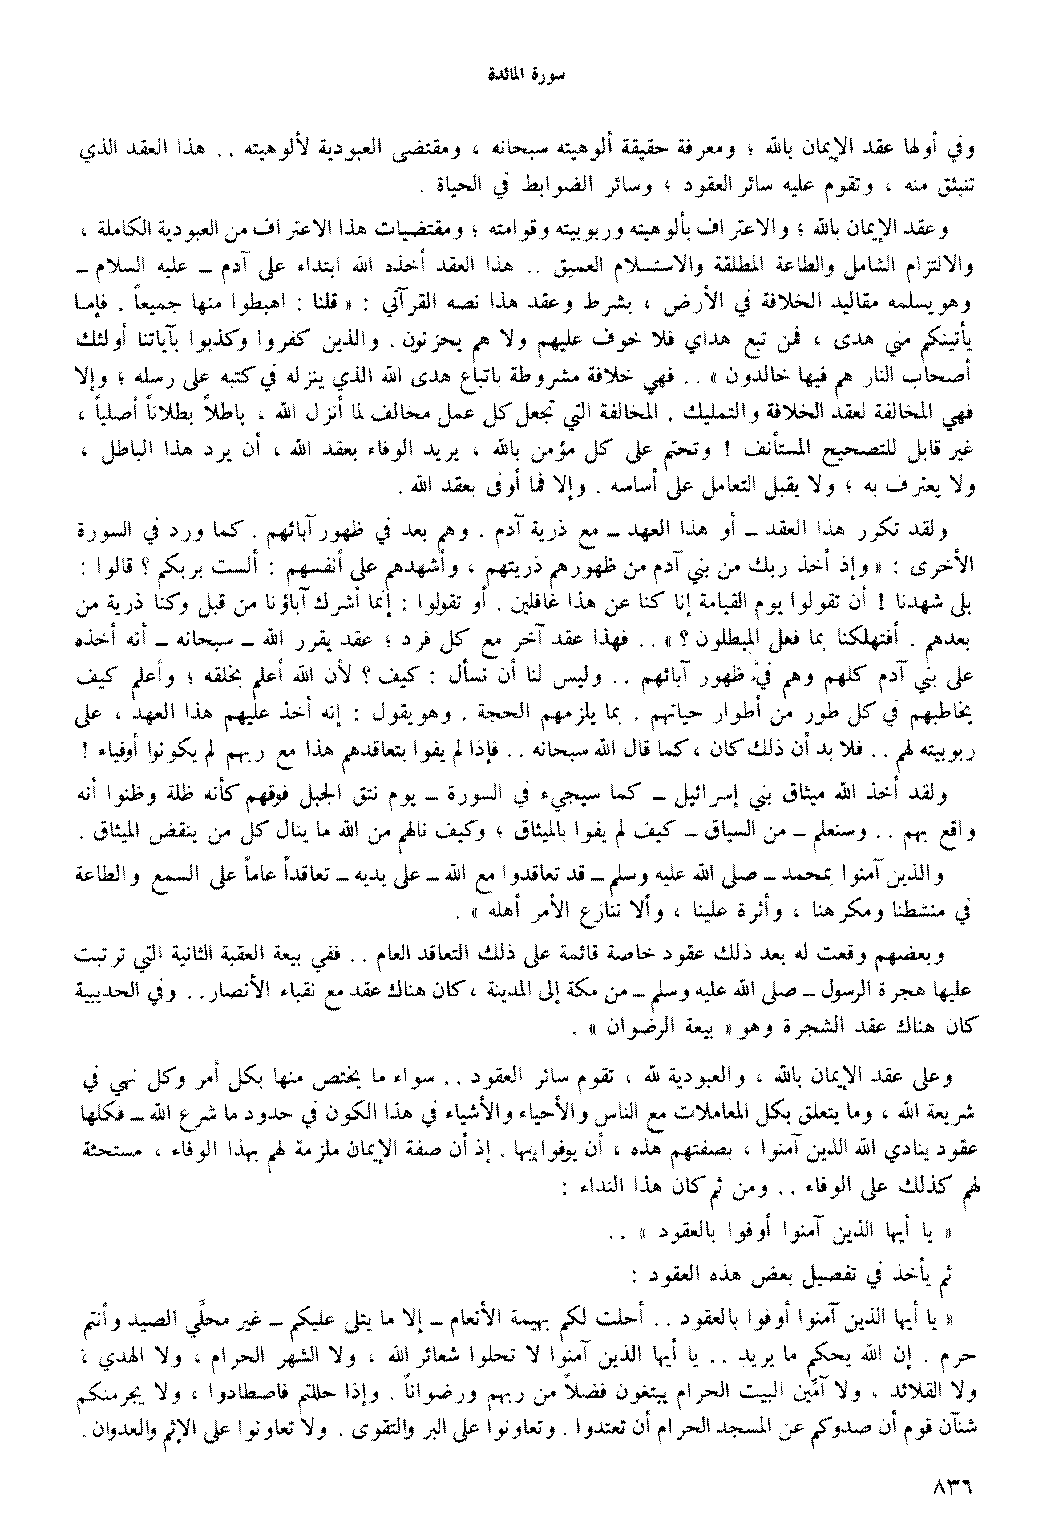 سورة المائدة
وفي أولها عقد الإيمان بالله ؛ ومعرفة حقيقة ألوهيته سبحانه ، ومقتضى العبودية لألوهيته .. هذا العقد الذي
تنبثق منه ، وتقوم عليه سائر العقود ؛ وسائر الضوابط في الحياة .
وعقد الإيمان بالله ؛ والاعتراف بألوهيته وربوبيته وقوامته ؛ ومقتضيات هذا الاعتراف من العبودية الكاملة ،
والالتزام الشامل والطاعة المطلقة والاستسلام العميق .. هذا العقد أخذه الله ابتداء على آدم – عليه السلام –
وهو يسلمه مقاليد الخلافة في الأرض ، بشرط وعقد هذا نصه القرآني : « قلنا : اهبطوا منها جميعاً . فإما
يأتينكم مني هدى ، فمن تبع هداي فلا خوف عليهم ولا هم يحزنون . والذين كفروا وكذبوا بآياتنا أولئك
أصحاب النار هم فيها خالدون » .. فهي خلافة مشروطة باتباع هدى الله الذي ينزله في كتبه على رسله ؛ وإلا
فهي المخالفة لعقد الخلافة والتمليك . المخالفة التي تجعل كل عمل مخالف لما أنزل الله ، باطلاً بطلاناً أصلياً ،
غير قابل للتصحيح المستأنف ! وتحتم على كل مؤمن بالله ، يريد الوفاء بعقد الله ، أن يرد هذا الباطل ،
ولا يعترف به ؛ ولا يقبل التعامل على أساسه . وإلا فما أوفى بعقد الله .
ولقد تكرر هذا العقد – أو هذا العهد – مع ذرية آدم . وهم بعد في ظهور آبائهم . كما ورد في السورة
الأخرى : « وإذ أخذ ربك من بني آدم من ظهورهم ذريتهم ، وأشهدهم على أنفسهم : ألست بربكم ؟ قالوا :
بلى شهدنا ! أن تقولوا يوم القيامة إنا كنا عن هذا غافلين . أو تقولوا : إنما أشرك آباؤنا من قبل وكنا ذرية من
بعدهم . أفتهلكنا بما فعل المبطلون ؟ » .. فهذا عقد آخر مع كل فرد ؛ عقد يقرر الله – سبحانه – أنه أخذه
على بني آدم كلهم وهم في ظهور آبائهم .. وليس لنا أن نسأل : كيف ؟ لأن الله أعلم بخلقه ؛ وأعلم كيف
يخاطبهم في كل طور من أطوار حياتهم . بما يلزمهم الحجة . وهو يقول : إنه أخذ عليهم هذا العهد ، على
ربوبيته لهم .. فلا بد أن ذلك كان ، كما قال الله سبحانه .. فإذا لم يفوا بتعاقدهم هذا مع ربهم لم يكونوا أوفياء !
ولقد أخذ الله ميثاق بني إسرائيل – كما سيجيء في السورة – يوم نتق الجبل فوقهم كأنه ظلة وظنوا أنه
واقع بهم .. وسنعلم – من السياق – كيف لم يفوا بالميثاق ؛ وكيف نالهم من الله ما ينال كل من ينقض الميثاق .
والذين آمنوا بمحمد – صلى الله عليه وسلم – قد تعاقدوا مع الله – على يديه – تعاقداً عاماً على السمع والطاعة
في منشطنا ومكرهنا ، وأثرة علينا ، وألا ننازع الأمر أهله » .
وبعضهم وقعت له بعد ذلك عقود خاصة قائمة على ذلك التعاقد العام .. ففي بيعة العقبة الثانية التي ترتبت
عليها هجرة الرسول – صلى الله عليه وسلم – من مكة إلى المدينة ، كان هناك عقد مع نقباء الأنصار .. وفي الحديبية
كان هناك عقد الشجرة وهو « بيعة الرضوان » .
وعلى عقد الإيمان بالله ، والعبودية لله ، تقوم سائر العقود .. سواء ما يختص منها بكل أمر وكل نهي في
شريعة الله ، وما يتعلق بكل المعاملات مع الناس والأحياء والأشياء في هذا الكون في حدود ما شرع الله – فكلها
عقود ينادي الله الذين آمنوا ، بصفتهم هذه ، أن يوفوا بها . إذ أن صفة الإيمان ملزمة لهم بهذا الوفاء ، مستحثة
لهم كذلك على الوفاء .. ومن ثم كان هذا النداء :
« يا أيها الذين آمنوا أوفوا بالعقود » ..
ثم يأخذ في تفصيل بعض هذه العقود :
« يا أيها الذين آمنوا أوفوا بالعقود .. أحلت لكم بهيمة الأنعام – إلا ما يتلى عليكم – غير محلِّي الصيد وأنتم
حرم . إن الله يحكم ما يريد .. يا أيها الذين آمنوا لا تحلوا شعائر الله ، ولا الشهر الحرام ، ولا الهدي ،
ولا القلائد ، ولا آمِّين البيت الحرام يبتغون فضلاً من ربهم ورضواناً . وإذا حللتم فاصطادوا ، ولا يجرمنكم
شنآن قوم أن صدوكم عن المسجد الحرام أن تعتدوا . وتعاونوا على البر والتقوى . ولا تعاونوا على الإثم والعدوان .
٨٣٦